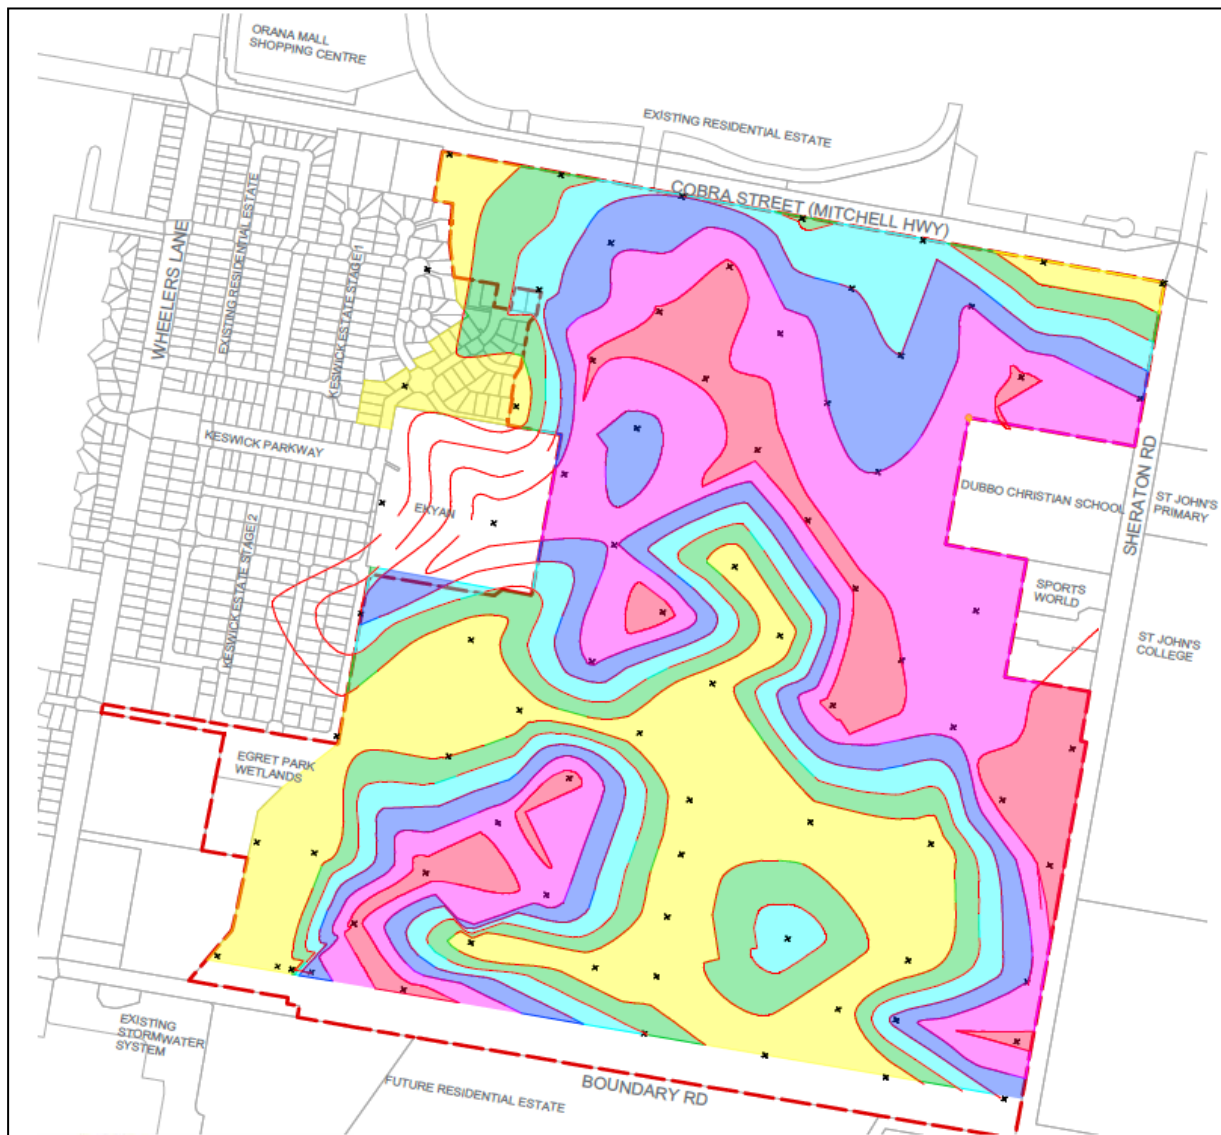 ORANA MALL
SHOPPING CENTRE
EXISTING RESIDENTIAL ESTATE
COBRA STREET (MITCHELL HWY)
WHEELERS LANE
EXISTING RESIDENTIAL ESTATE
KESWICK ESTATE STAGE 1
KESWICK PARKWAY
EKYAN
DUBBO CHRISTIAN SCHOOL
ST JOHN'S
PRIMARY
SHERATON RD
KESWICK ESTATE STAGE 2
SPORTS
WORLD
ST JOHN'S
COLLEGE
EGRET PARK
WETLANDS
EXISTING
STORMWATER
SYSTEM
FUTURE RESIDENTIAL ESTATE
BOUNDARY RD